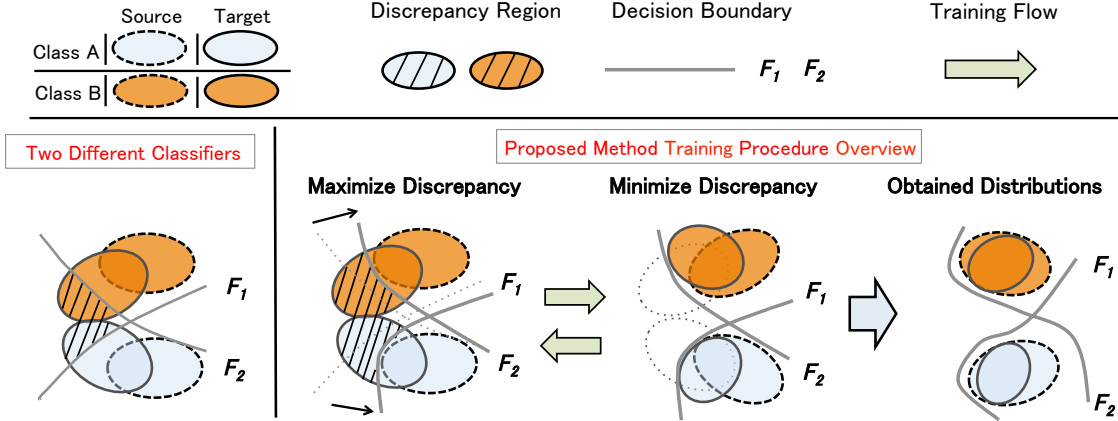 Source Target
Class A
Class B
Discrepancy Region
Decision Boundary
F1 F2
Training Flow
Two Different Classifiers
Proposed Method Training Procedure Overview
Maximize Discrepancy
Minimize Discrepancy
Obtained Distributions
F1
F2
F1
F2
F1
F2
F1
F2